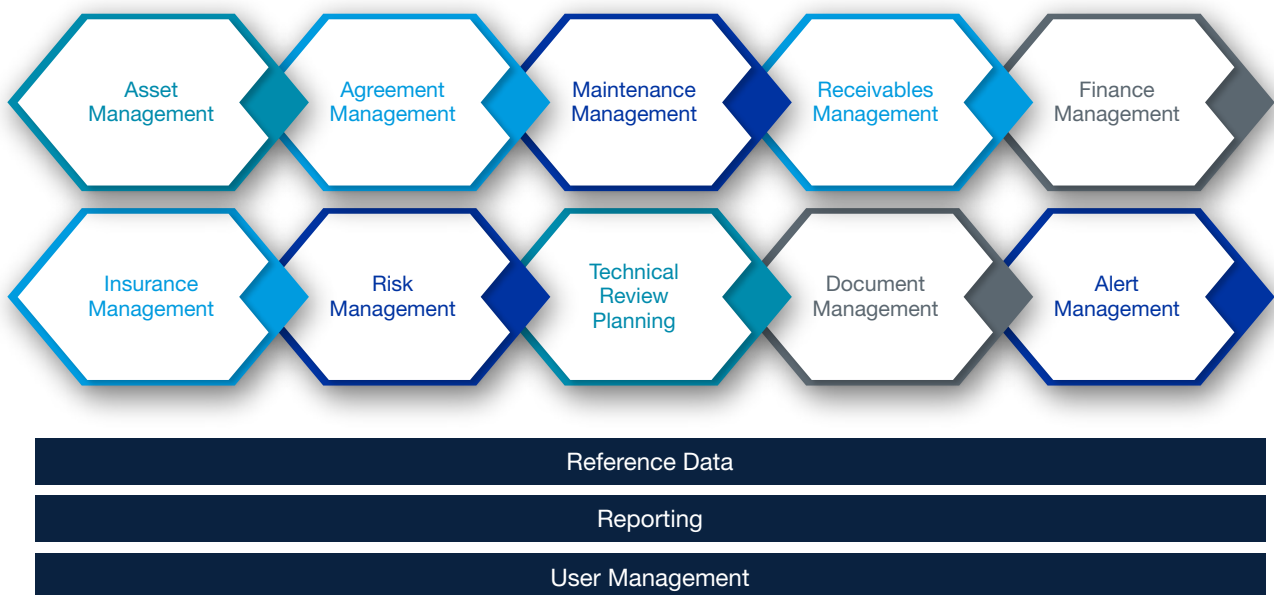 Asset
Management
Agreement
Management
Maintenance
Management
Receivables
Management
Finance
Management
Insurance
Management
Risk
Management
Technical
Review
Planning
Document
Management
Alert
Management
Reference Data
Reporting
User Management